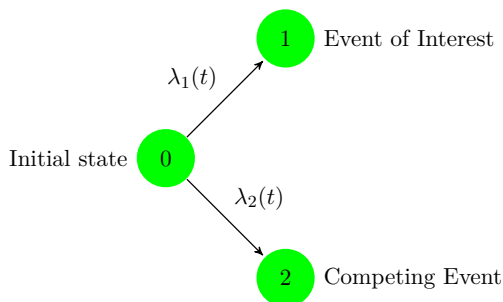 1 Event of Interest
λ₁(t)
Initial state 0
λ₂(t)
2 Competing Event